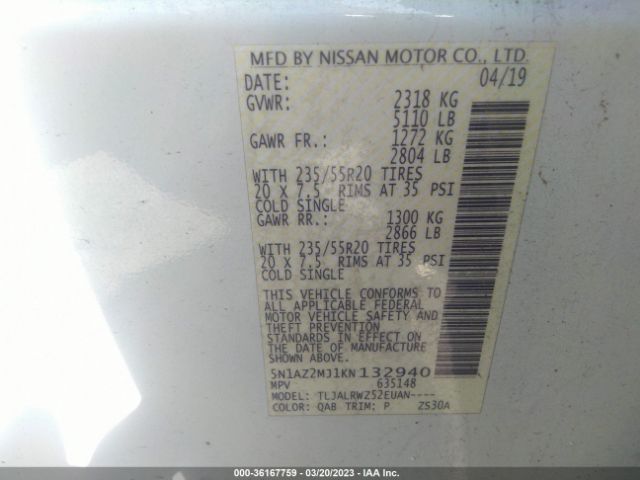 MFD BY NISSAN MOTOR CO., LTD.
DATE: 04/19
GVWR: 2318 KG
5110 LB
GAWR FR.: 1272 KG
2804 LB
WITH 235/55R20 TIRES
20 X 7.5 RIMS AT 35 PSI
COLD SINGLE
GAWR RR.: 1300 KG
2866 LB
WITH 235/55R20 TIRES
20 X 7.5 RIMS AT 35 PSI
COLD SINGLE
THIS VEHICLE CONFORMS TO
ALL APPLICABLE FEDERAL
MOTOR VEHICLE SAFETY AND
THEFT PREVENTION
STANDARDS IN EFFECT ON
THE DATE OF MANUFACTURE
SHOWN ABOVE.
5N1AZ2MJ1KN132940
MPV 635148
MODEL: TLJALRWZ52EUAN----
COLOR: QAB TRIM: P ZS30A
000-36167759 — 03/20/2023 — IAA Inc.